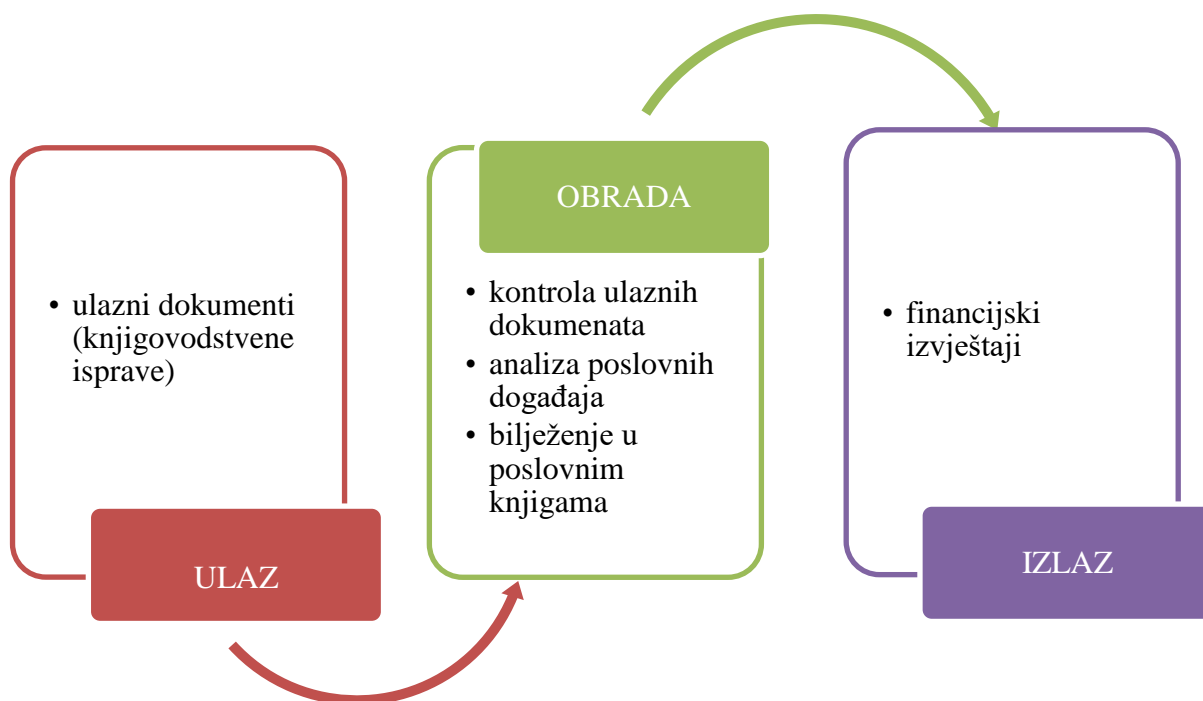 • ulazni dokumenti
(knjigovodstvene
isprave)
ULAZ
OBRADA
• kontrola ulaznih
dokumenata
• analiza poslovnih
događaja
• bilježenje u
poslovnim
knjigama
• financijski
izvještaji
IZLAZ